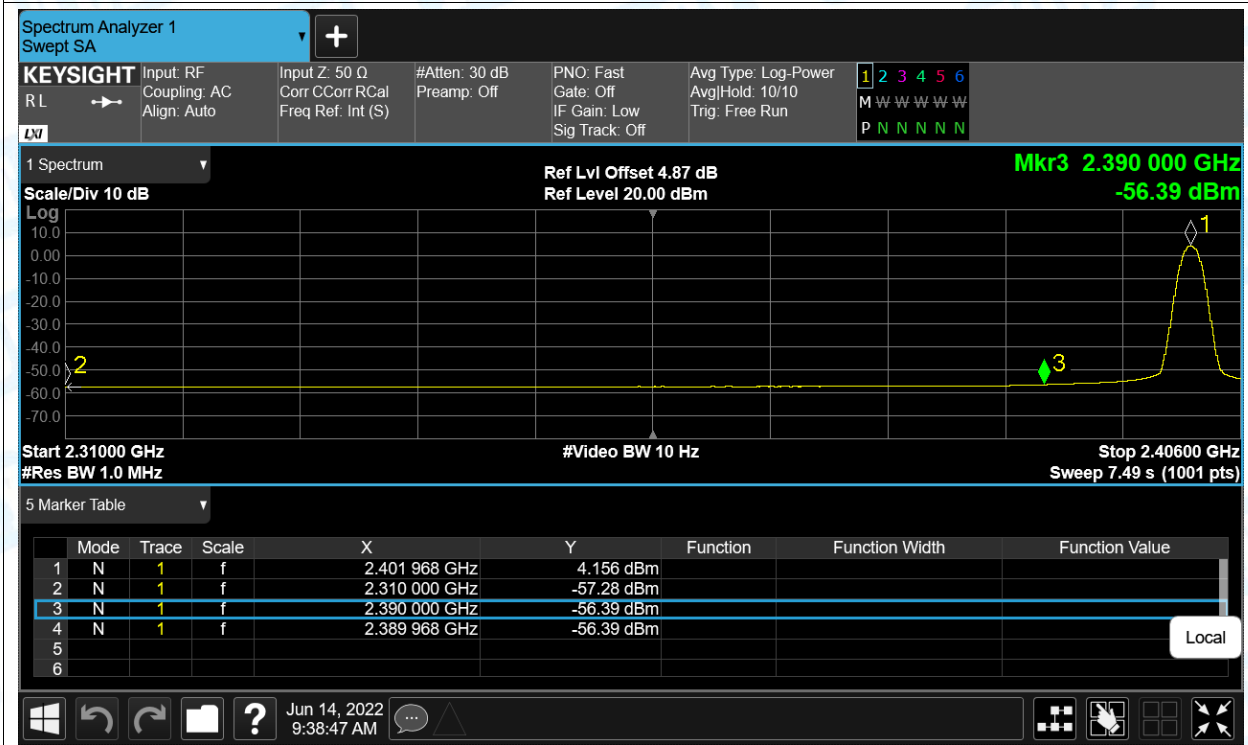 Spectrum Analyzer 1
Swept SA
▼
+
KEYSIGHT
R L
LXI
Input: RF
Coupling: AC
Align: Auto
Input Z: 50 Ω
Corr CCorr RCal
Freq Ref: Int (S)
#Atten: 30 dB
Preamp: Off
PNO: Fast
Gate: Off
IF Gain: Low
Sig Track: Off
Avg Type: Log-Power
Avg|Hold: 10/10
Trig: Free Run
1 2 3 4 5 6
M W W W W W
P N N N N N
1 Spectrum ▼
Scale/Div 10 dB
Ref Lvl Offset 4.87 dB
Ref Level 20.00 dBm
Mkr3 2.390 000 GHz
-56.39 dBm
Log
10.0
0.00
-10.0
-20.0
-30.0
-40.0
-50.0
-60.0
-70.0
1
2
3
Start 2.31000 GHz
#Res BW 1.0 MHz
#Video BW 10 Hz
Stop 2.40600 GHz
Sweep 7.49 s (1001 pts)
5 Marker Table ▼
Mode Trace Scale X Y Function Function Width Function Value
1 N 1 f 2.401 968 GHz 4.156 dBm
2 N 1 f 2.310 000 GHz -57.28 dBm
3 N 1 f 2.390 000 GHz -56.39 dBm
4 N 1 f 2.389 968 GHz -56.39 dBm
5
6
Local
?
Jun 14, 2022
9:38:47 AM